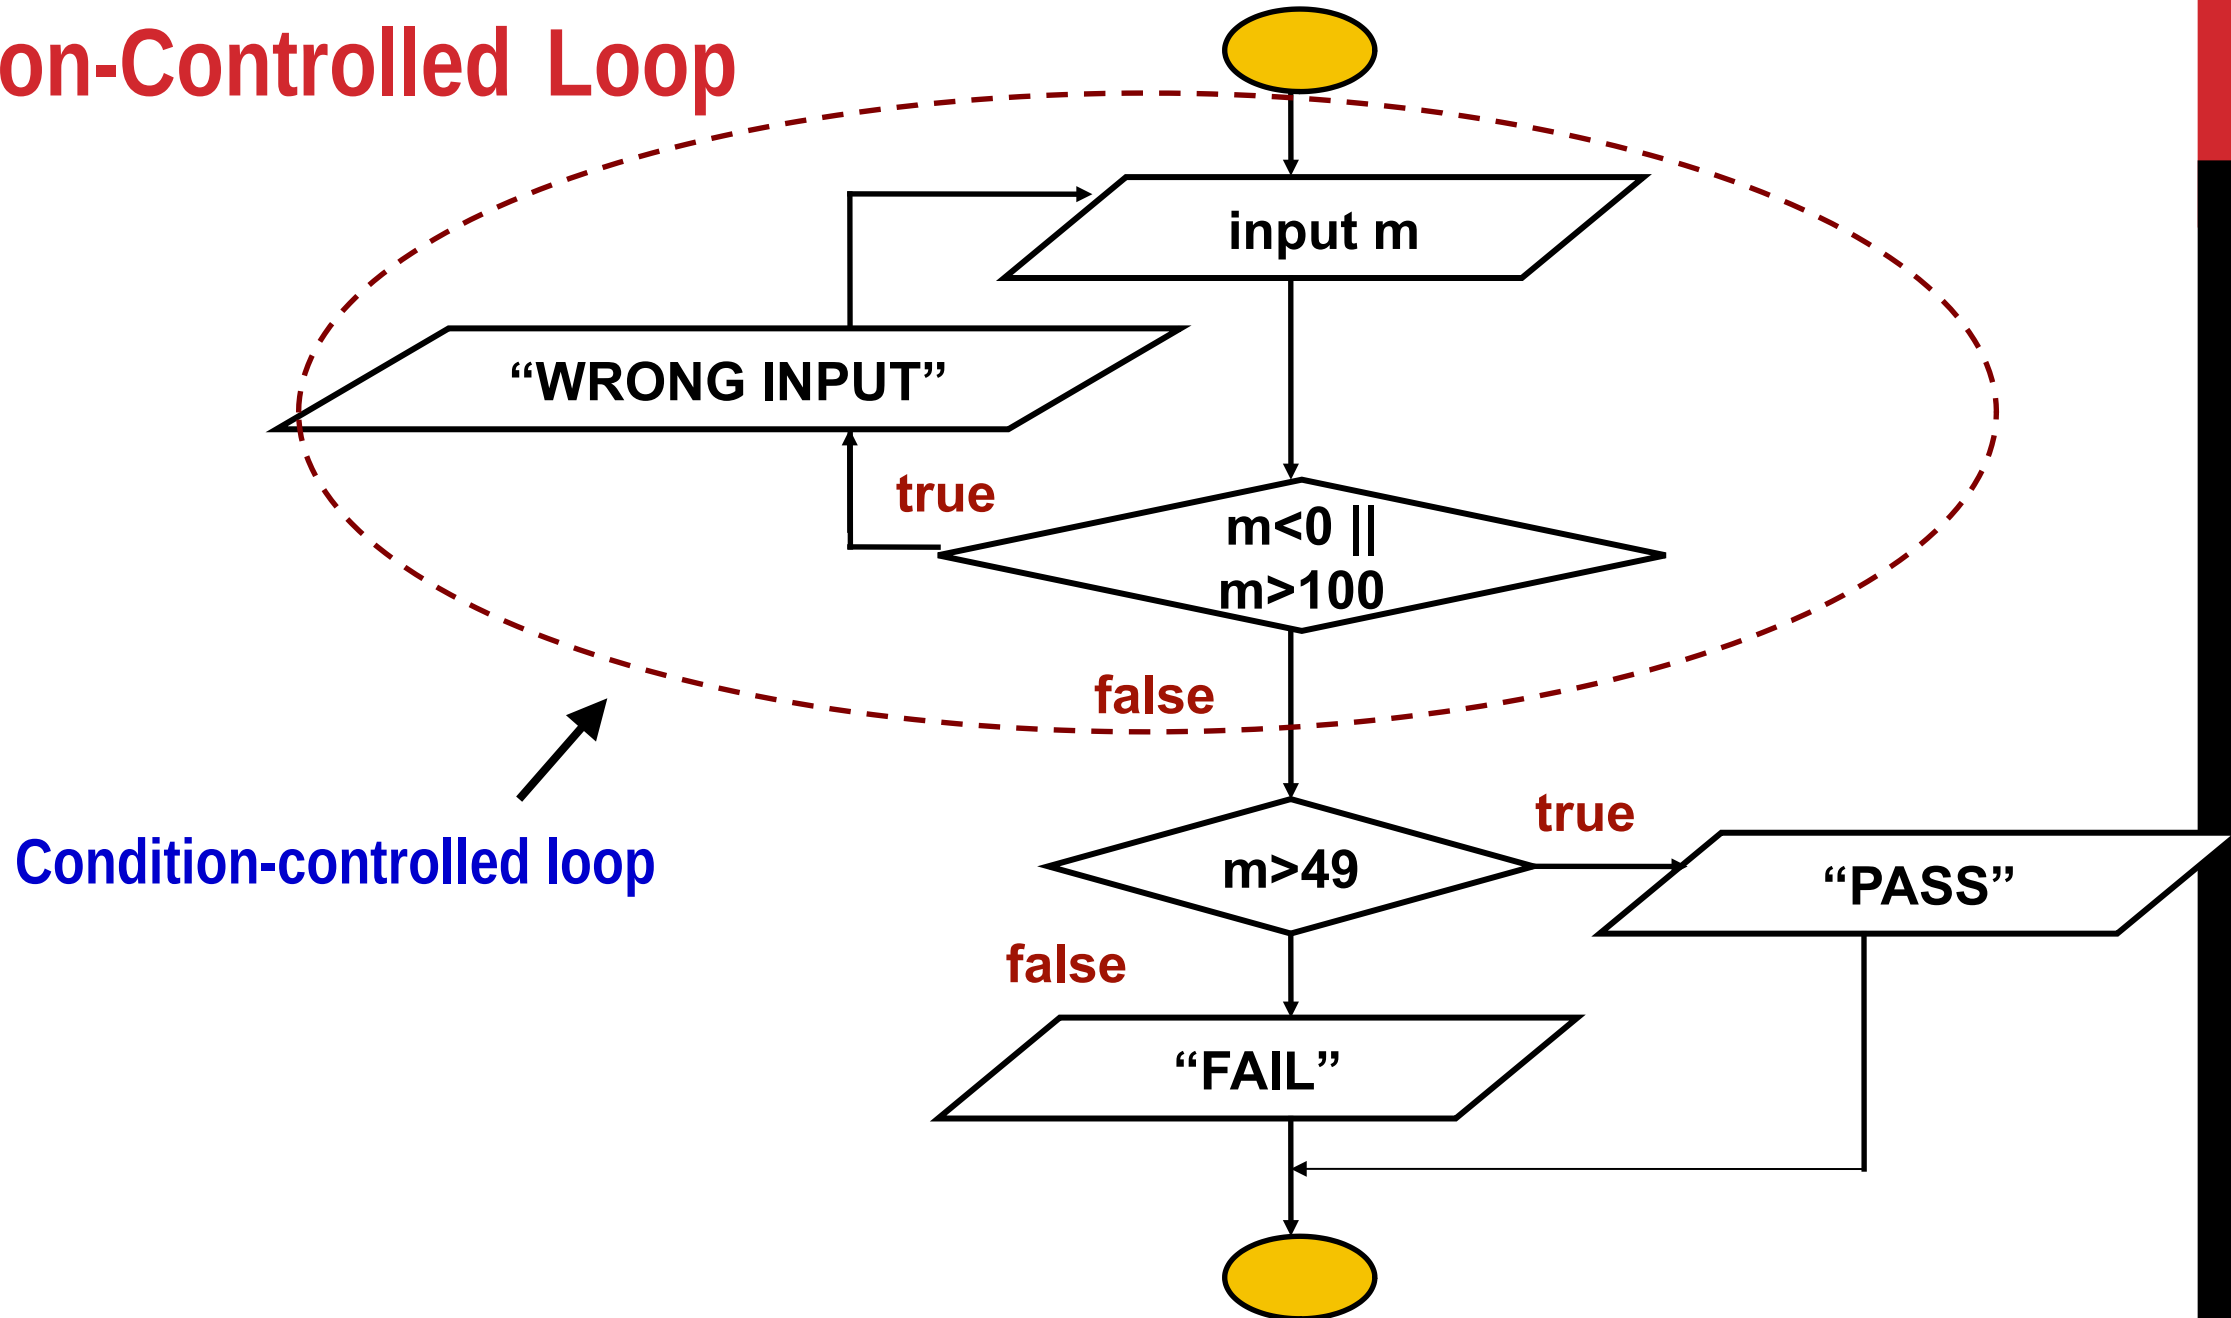 on-Controlled Loop
input m
“WRONG INPUT”
true
m<0 ||
m>100
false
true
Condition-controlled loop
m>49
“PASS”
false
“FAIL”